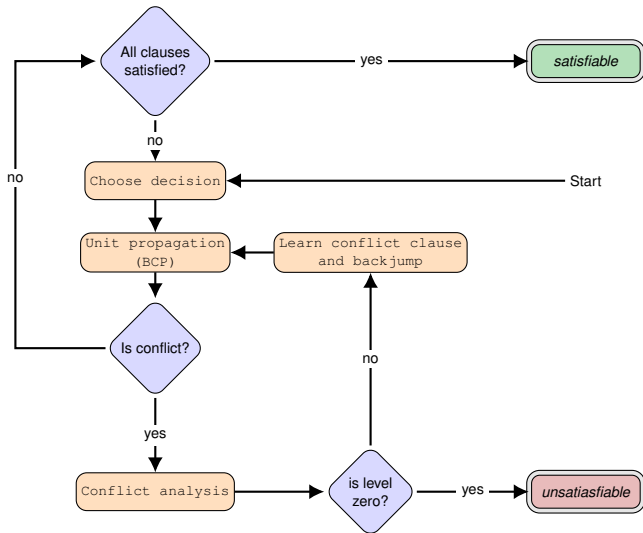 All clauses
satisfied?
yes
satisfiable
no
no
Choose decision
Start
Unit propagation
(BCP)
Learn conflict clause
and backjump
Is conflict?
no
yes
Conflict analysis
is level
zero?
yes
unsatiasfiable